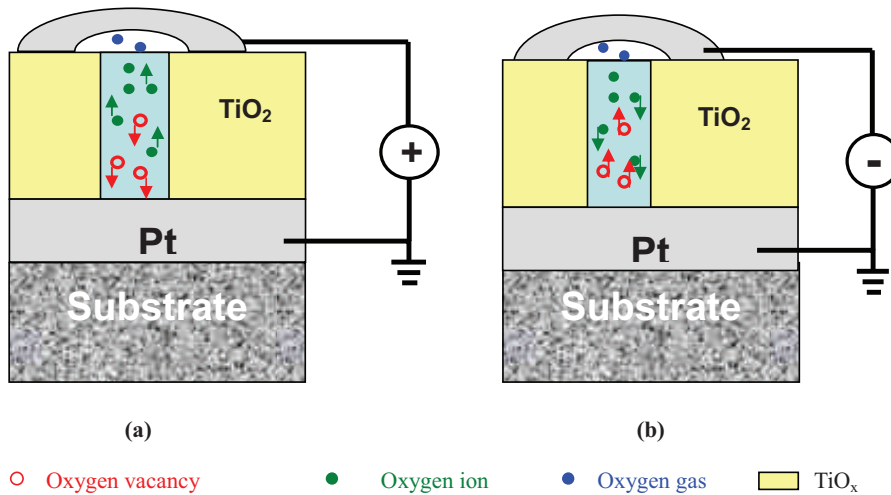 TiO₂
+
Pt
Substrate
(a)
TiO₂
-
Pt
Substrate
(b)
Oxygen vacancy
Oxygen ion
Oxygen gas
TiOₓ